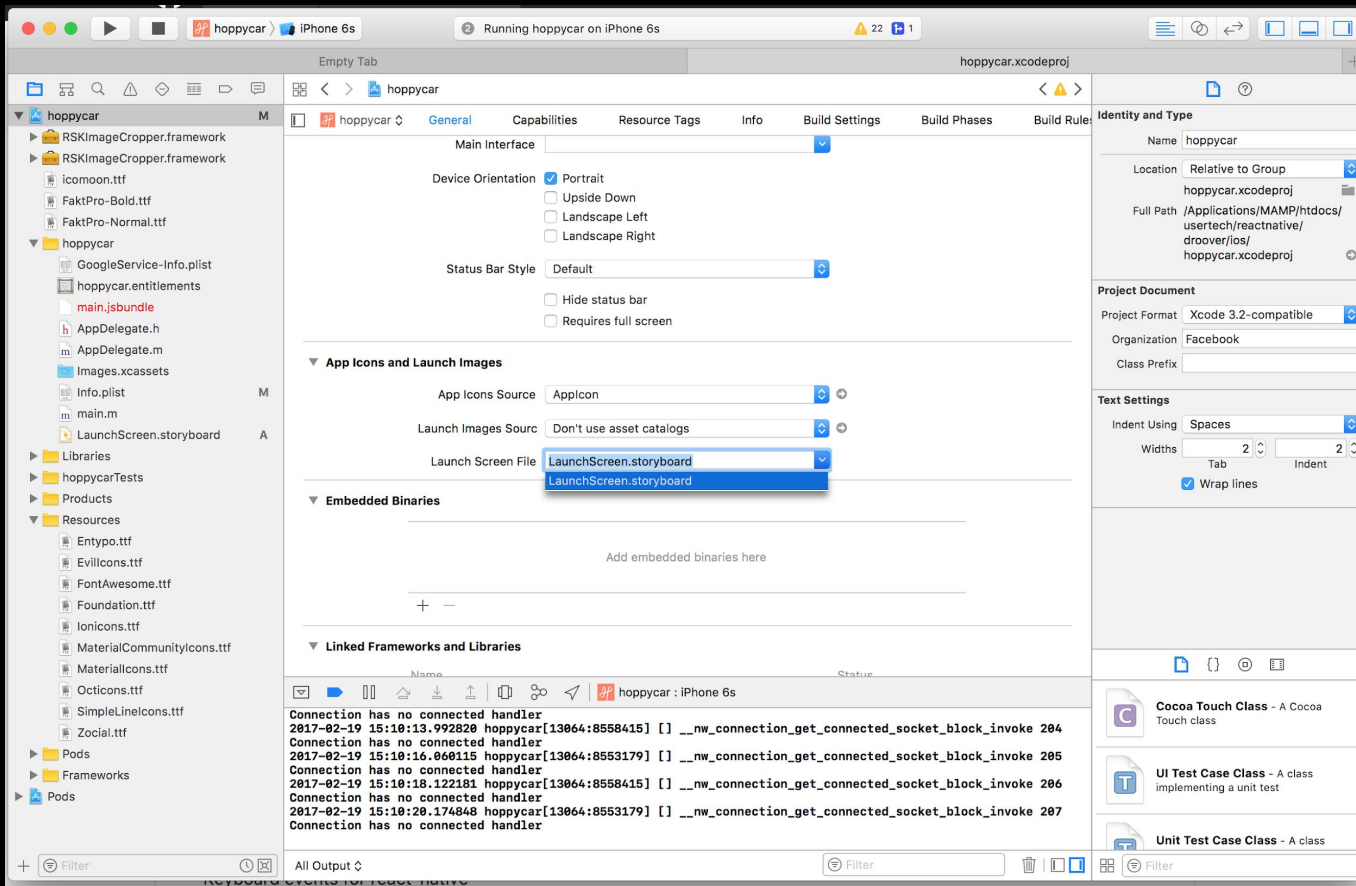 hoppycar
iPhone 6s
2 Running hoppycar on iPhone 6s
22
1
Empty Tab
hoppycar.xcodeproj
hoppycar
M
RSKImageCropper.framework
RSKImageCropper.framework
icomoon.ttf
FaktPro-Bold.ttf
FaktPro-Normal.ttf
hoppycar
GoogleService-Info.plist
hoppycar.entitlements
main.jsbundle
h AppDelegate.h
m AppDelegate.m
Images.xcassets
Info.plist
M
m main.m
LaunchScreen.storyboard
A
Libraries
hoppycarTests
Products
Resources
Entypo.ttf
EvilIcons.ttf
FontAwesome.ttf
Foundation.ttf
Ionicons.ttf
MaterialCommunityIcons.ttf
MaterialIcons.ttf
Octicons.ttf
SimpleLineIcons.ttf
Zocial.ttf
Pods
Frameworks
Pods
Filter
hoppycar
hoppycar
General
Capabilities
Resource Tags
Info
Build Settings
Build Phases
Build Rule
Main Interface
Device Orientation
Portrait
Upside Down
Landscape Left
Landscape Right
Status Bar Style
Default
Hide status bar
Requires full screen
App Icons and Launch Images
App Icons Source
AppIcon
Launch Images Sourc
Don't use asset catalogs
Launch Screen File
LaunchScreen.storyboard
LaunchScreen.storyboard
Embedded Binaries
Add embedded binaries here
Linked Frameworks and Libraries
Name
Status
hoppycar : iPhone 6s
Connection has no connected handler
2017-02-19 15:10:13.992820 hoppycar[13064:8558415] [] __nw_connection_get_connected_socket_block_invoke 204
Connection has no connected handler
2017-02-19 15:10:16.060115 hoppycar[13064:8553179] [] __nw_connection_get_connected_socket_block_invoke 205
Connection has no connected handler
2017-02-19 15:10:18.122181 hoppycar[13064:8558415] [] __nw_connection_get_connected_socket_block_invoke 206
Connection has no connected handler
2017-02-19 15:10:20.174848 hoppycar[13064:8553179] [] __nw_connection_get_connected_socket_block_invoke 207
Connection has no connected handler
All Output
Filter
Identity and Type
Name
hoppycar
Location
Relative to Group
hoppycar.xcodeproj
Full Path
/Applications/MAMP/htdocs/
usertech/reactnative/
droover/ios/
hoppycar.xcodeproj
Project Document
Project Format
Xcode 3.2-compatible
Organization
Facebook
Class Prefix
Text Settings
Indent Using
Spaces
Widths
2
2
Tab
Indent
Wrap lines
C
Cocoa Touch Class - A Cocoa
Touch class
T
UI Test Case Class - A class
implementing a unit test
Unit Test Case Class - A class
Filter
Keyboard events for react-native